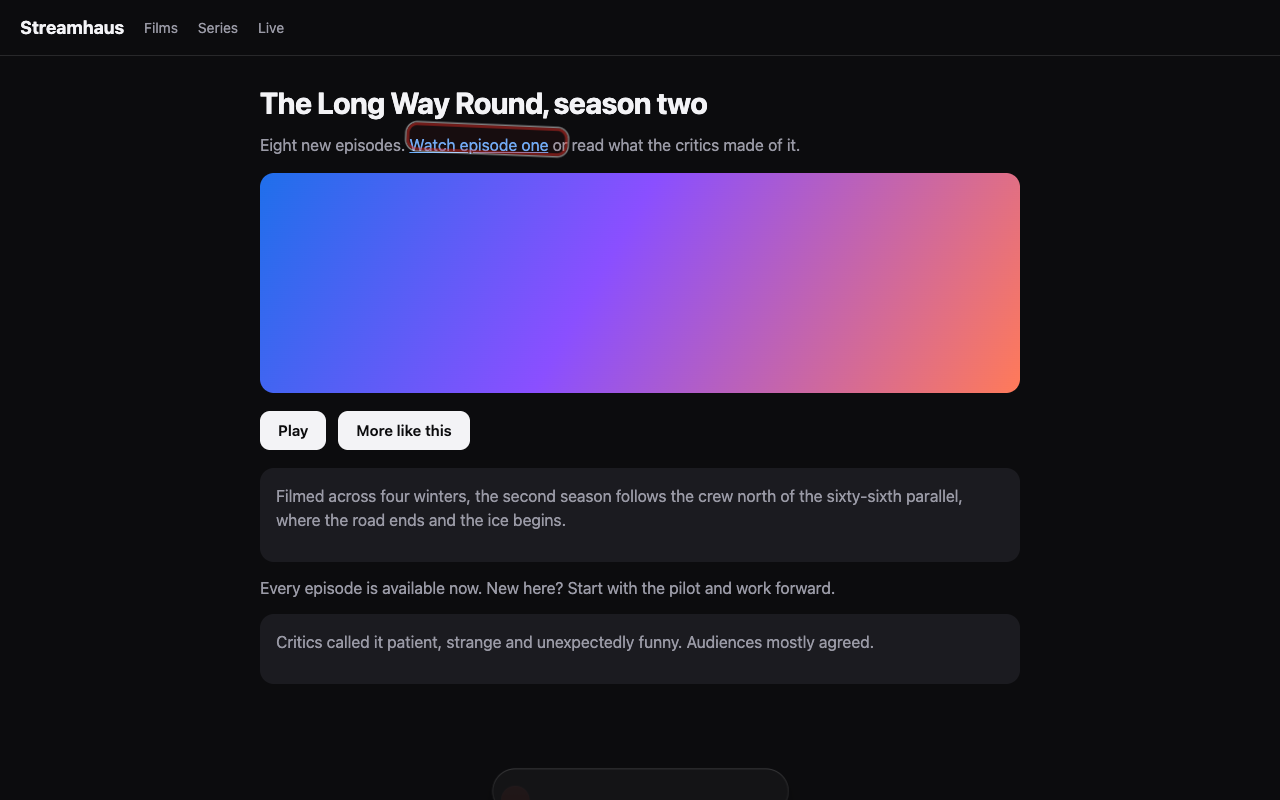 Streamhaus Films Series Live
The Long Way Round, season two
Eight new episodes. Watch episode one or read what the critics made of it.
Play More like this
Filmed across four winters, the second season follows the crew north of the sixty-sixth parallel,
where the road ends and the ice begins.
Every episode is available now. New here? Start with the pilot and work forward.
Critics called it patient, strange and unexpectedly funny. Audiences mostly agreed.